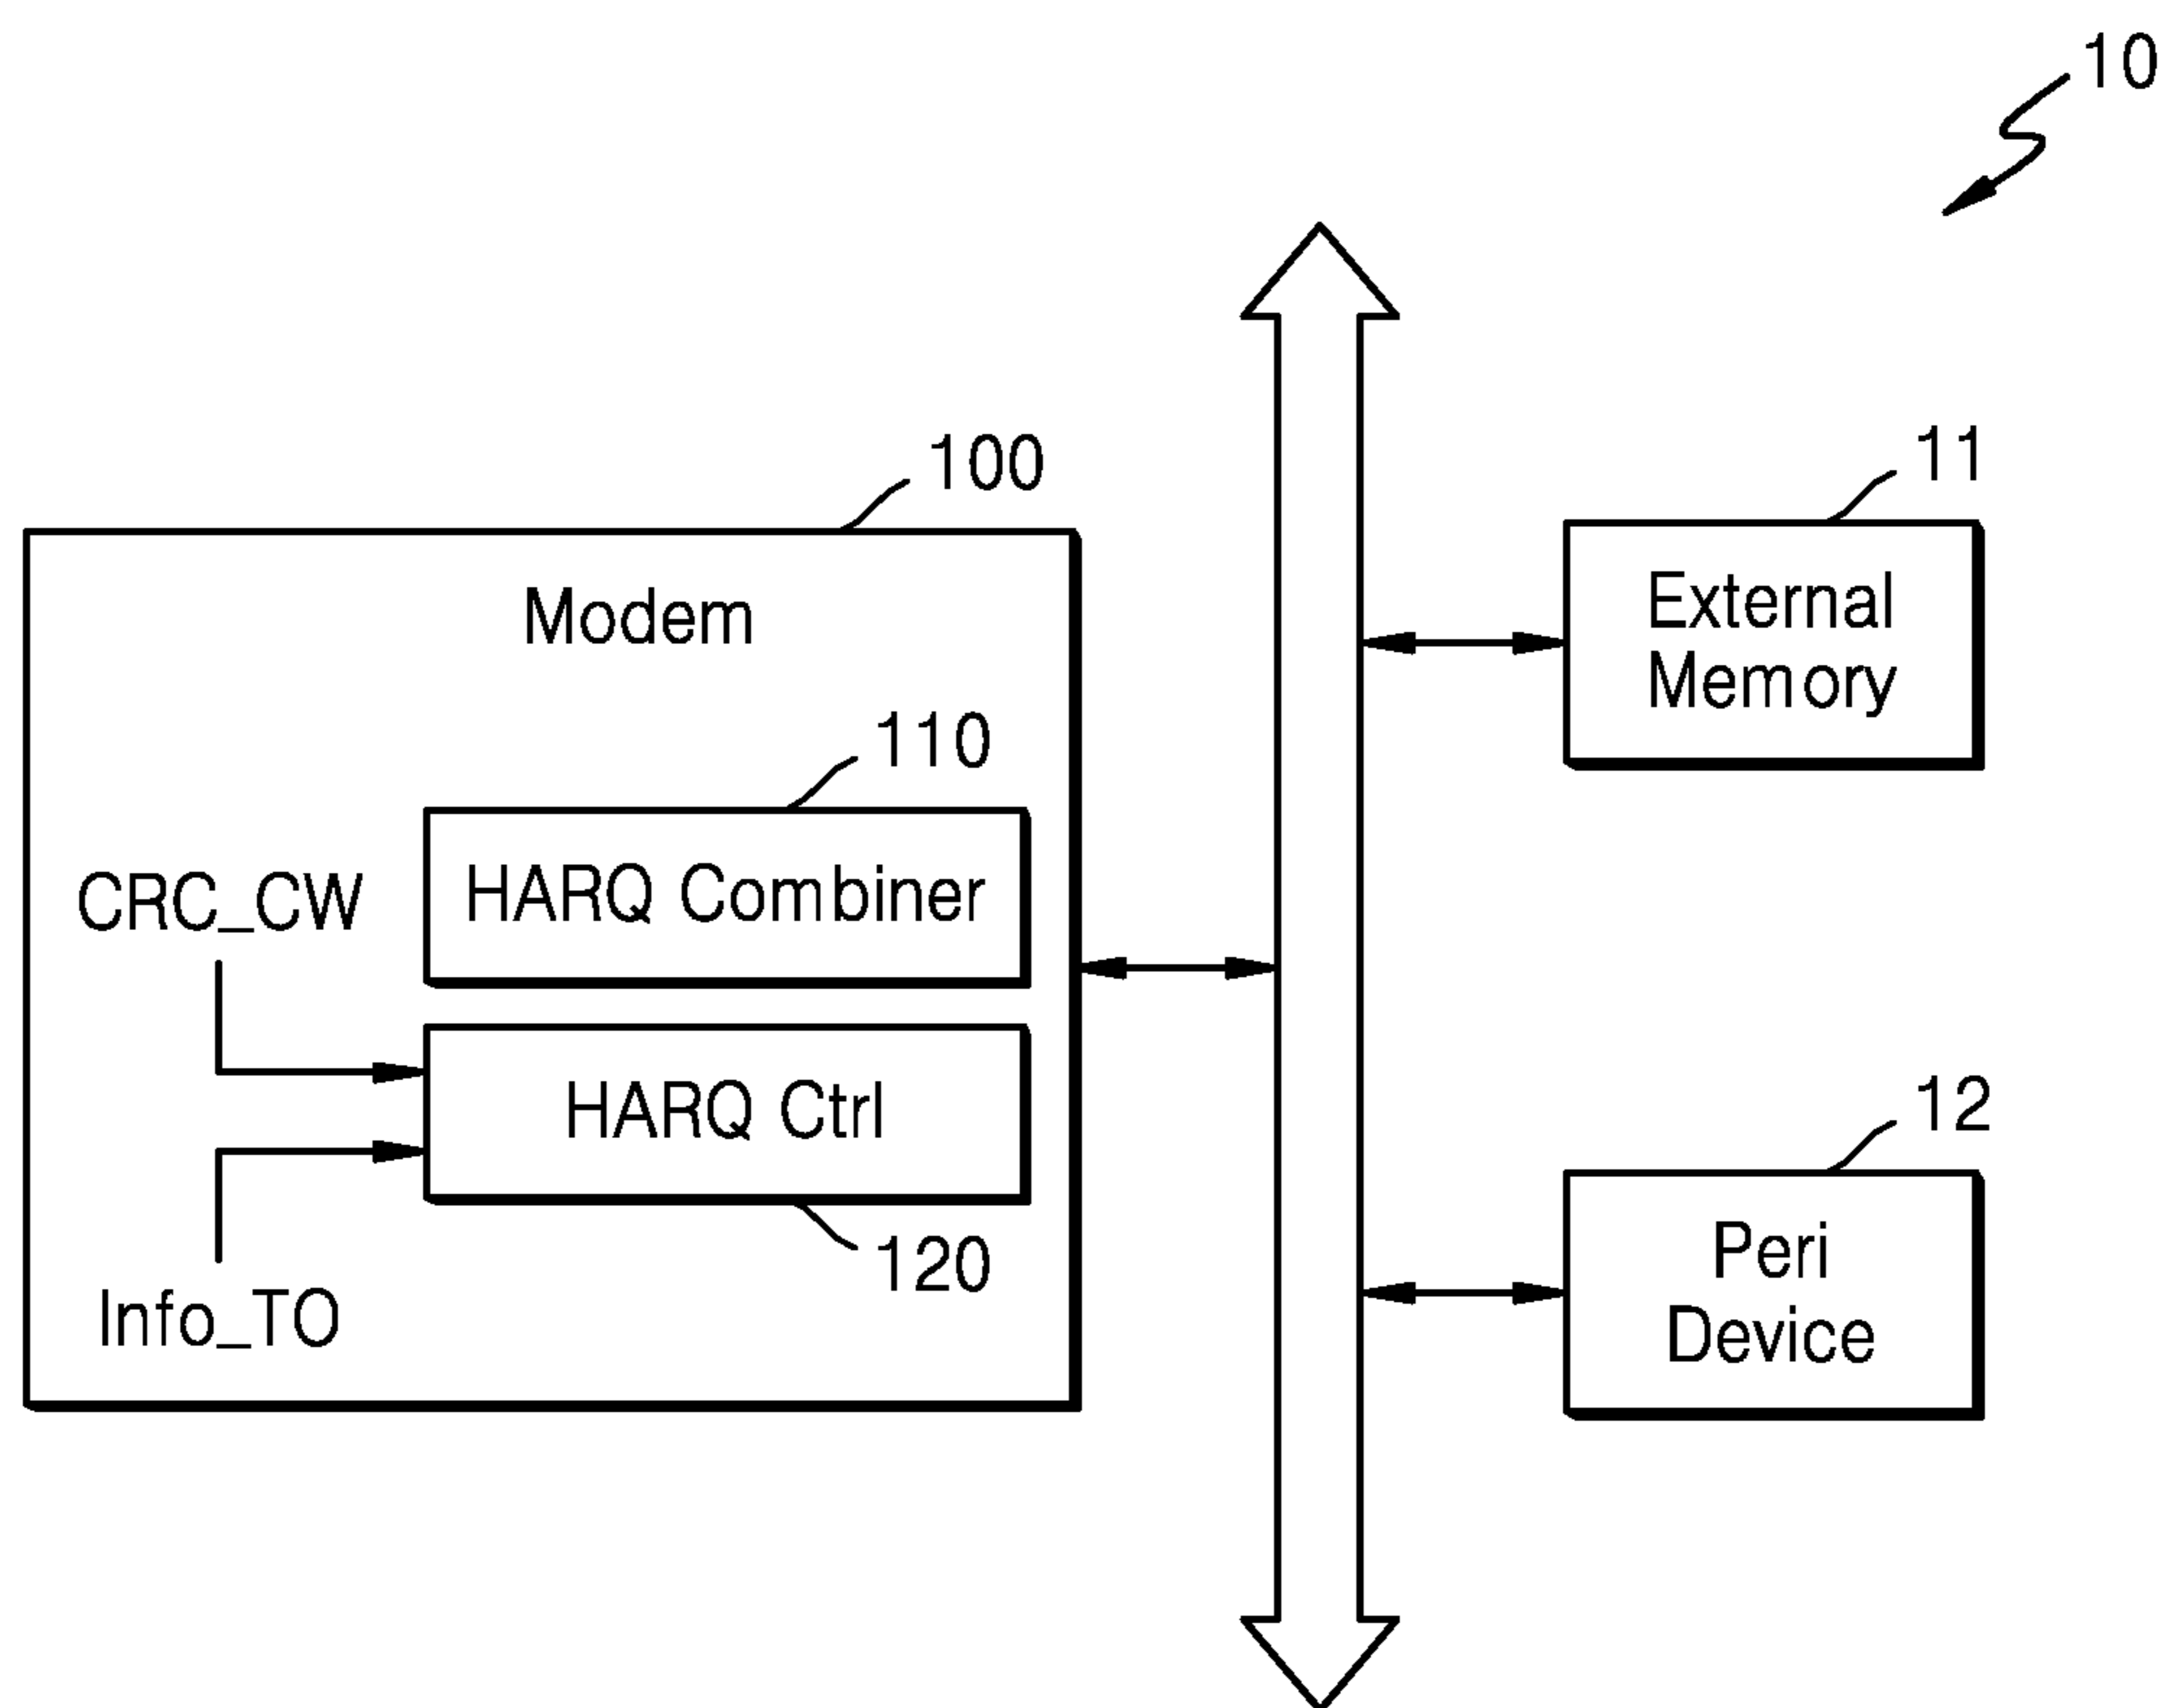 10
100
11
Modem
External
Memory
110
HARQ Combiner
CRC_CW
HARQ Ctrl
12
120
Info_TO
Peri
Device